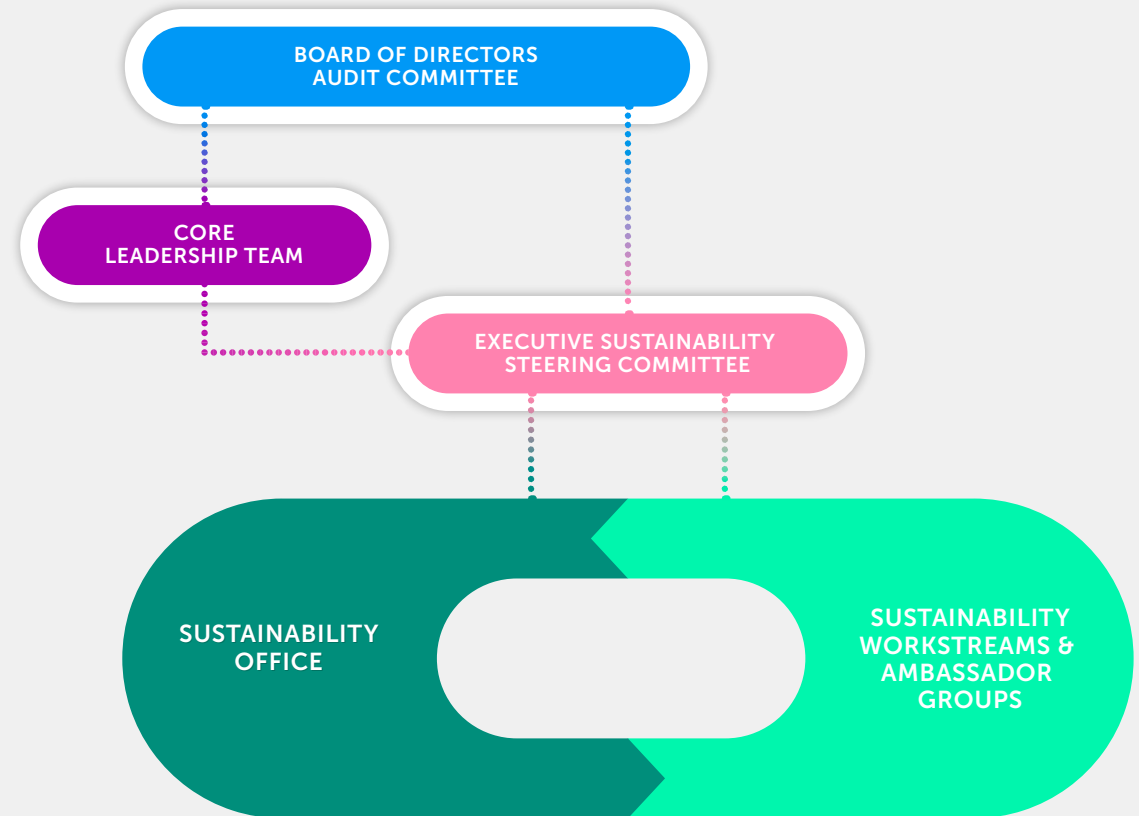 BOARD OF DIRECTORS
AUDIT COMMITTEE
CORE
LEADERSHIP TEAM
EXECUTIVE SUSTAINABILITY
STEERING COMMITTEE
SUSTAINABILITY
OFFICE
SUSTAINABILITY
WORKSTREAMS &
AMBASSADOR
GROUPS